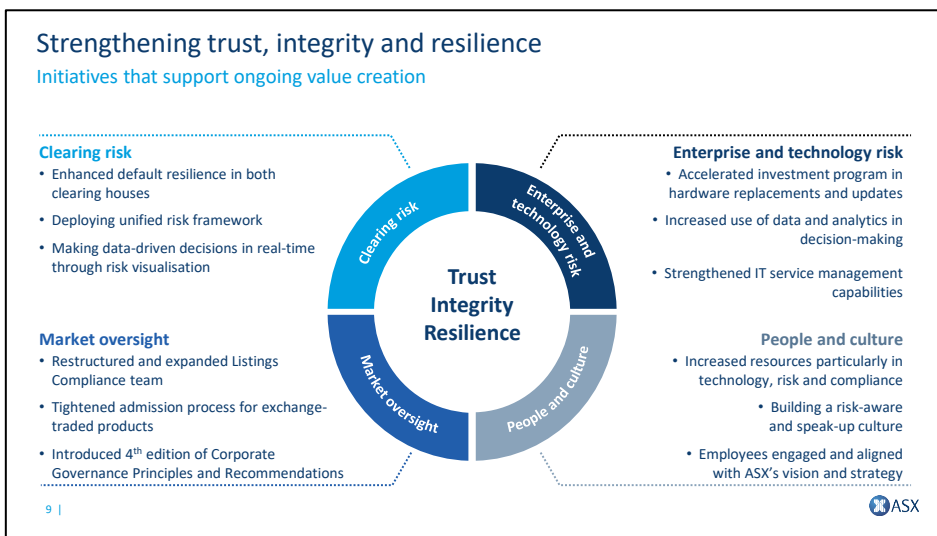 Strengthening trust, integrity and resilience
Initiatives that support ongoing value creation
Clearing risk
• Enhanced default resilience in both
clearing houses
• Deploying unified risk framework
• Making data-driven decisions in real-time
through risk visualisation
Enterprise and technology risk
• Accelerated investment program in
hardware replacements and updates
• Increased use of data and analytics in
decision-making
• Strengthened IT service management
capabilities
Clearing risk
Enterprise and
technology risk
Trust
Integrity
Resilience
Market oversight
People and culture
Market oversight
• Restructured and expanded Listings
Compliance team
• Tightened admission process for exchange-
traded products
• Introduced 4th edition of Corporate
Governance Principles and Recommendations
People and culture
• Increased resources particularly in
technology, risk and compliance
• Building a risk-aware
and speak-up culture
• Employees engaged and aligned
with ASX's vision and strategy
9 |
ASX